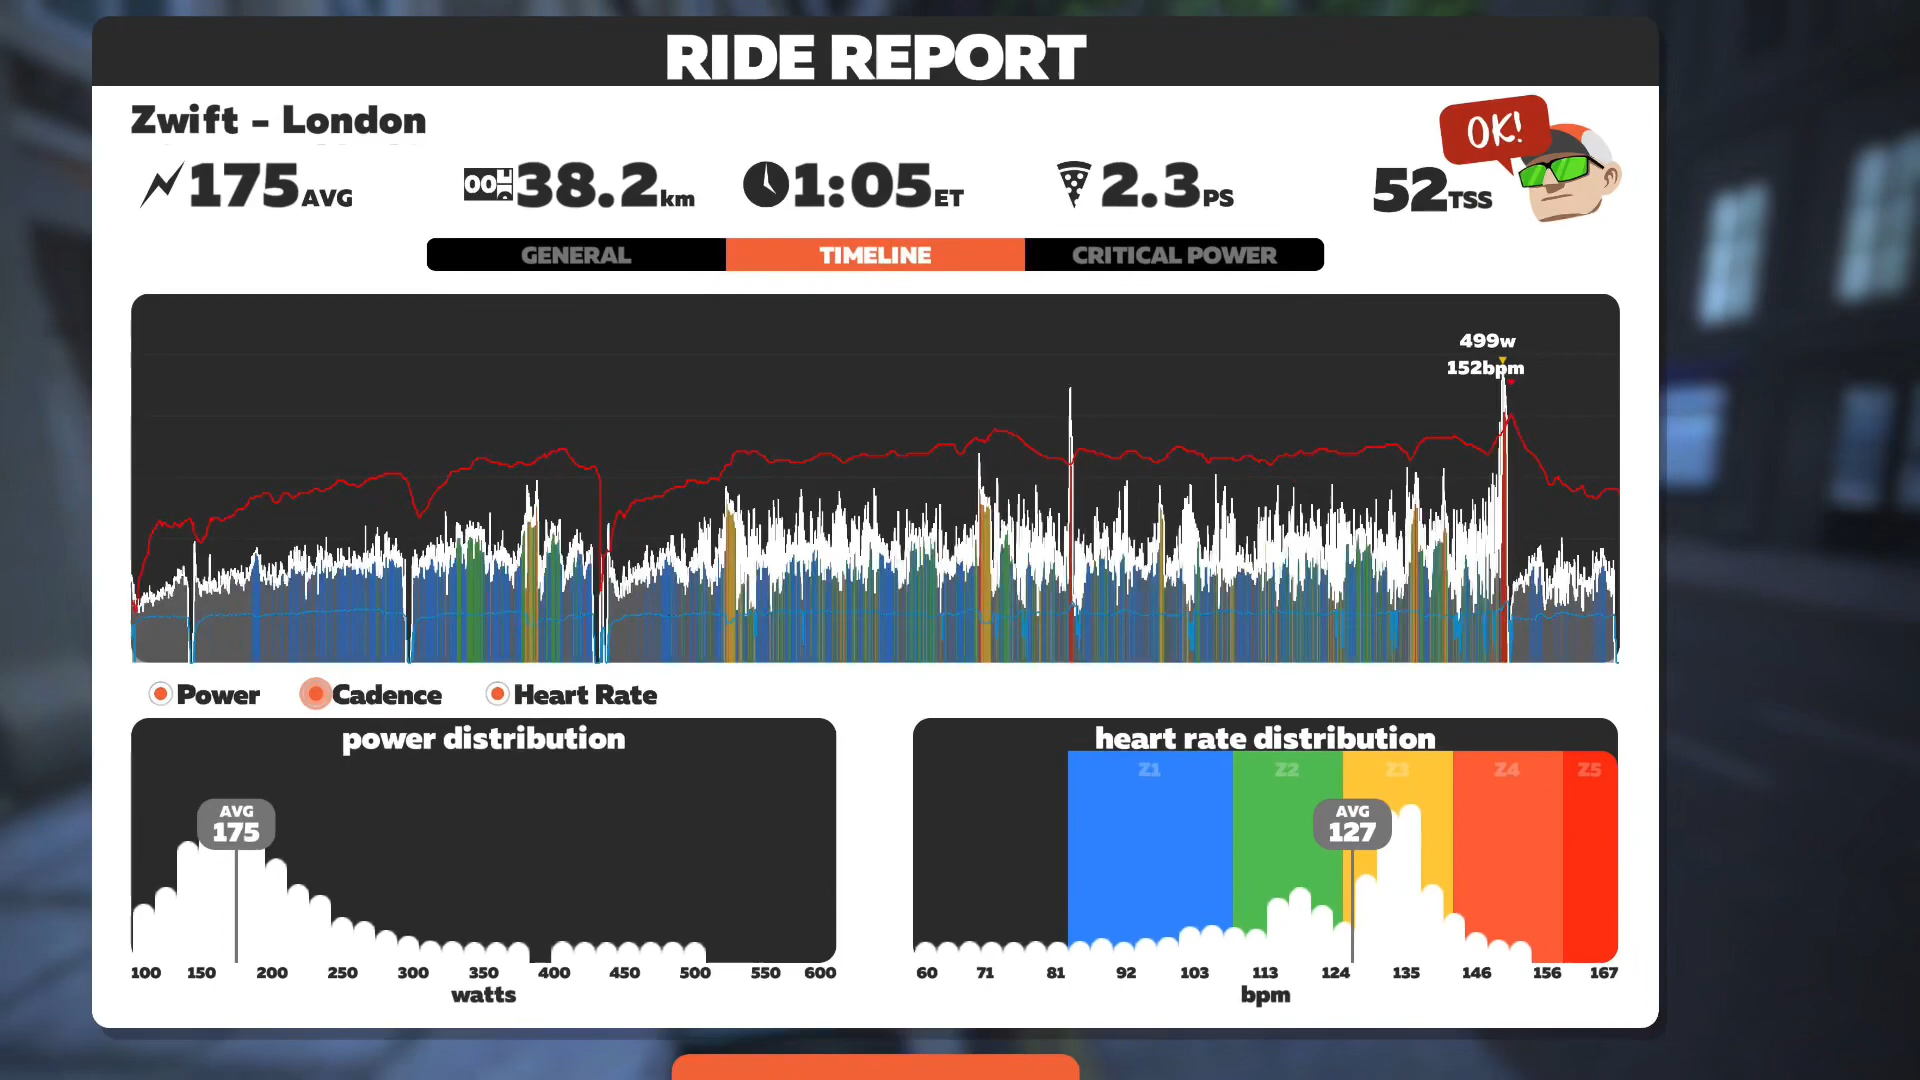 RIDE REPORT
Zwift - London
OK!
175AVG
38.2km
1:05ET
2.3PS
52TSS
GENERAL
TIMELINE
CRITICAL POWER
499w
152bpm
Power
Cadence
Heart Rate
power distribution
AVG
175
100 150 200 250 300 350 400 450 500 550 600
watts
heart rate distribution
Z1 Z2 Z3 Z4 Z5
AVG
127
60 71 81 92 103 113 124 135 146 156 167
bpm